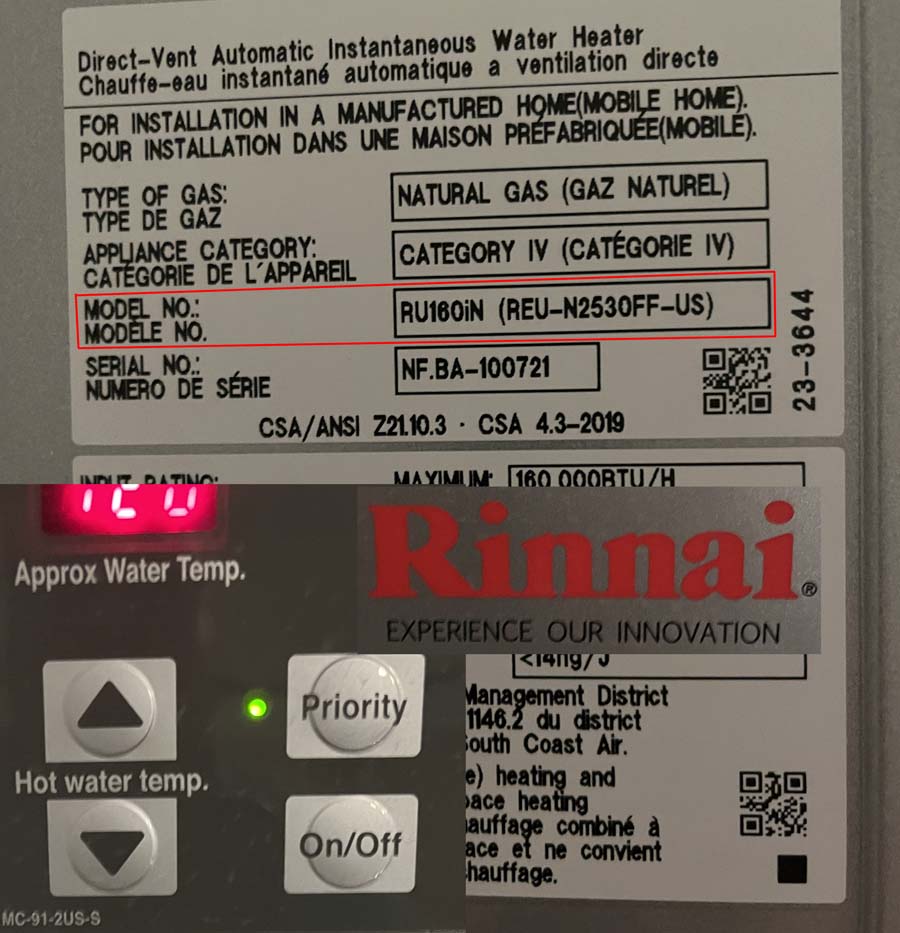 Direct-Vent Automatic Instantaneous Water Heater
Chauffe-eau instantané automatique a ventilation directe
FOR INSTALLATION IN A MANUFACTURED HOME(MOBILE HOME).
POUR INSTALLATION DANS UNE MAISON PRÉFABRIQUÉE(MOBILE).
TYPE OF GAS: NATURAL GAS (GAZ NATUREL)
TYPE DE GAZ
APPLIANCE CATEGORY: CATEGORY IV (CATÉGORIE IV)
CATÉGORIE DE L'APPAREIL
MODEL NO.: RU160iN (REU-N2530FF-US)
MODÈLE NO.
SERIAL NO.: NF.BA-100721
NUMERO DE SÉRIE
23-3644
CSA/ANSI Z21.10.3 · CSA 4.3-2019
INPUT RATING: MAXIMUM: 160 000BTU/H
Approx Water Temp.
Priority
Hot water temp.
On/Off
MC-91-2US-S
Rinnai®
EXPERIENCE OUR INNOVATION
<14ng/J
Management District
1146.2 du district
South Coast Air.
e) heating and
pace heating
auffage combiné à
ace et ne convient
hauffage.